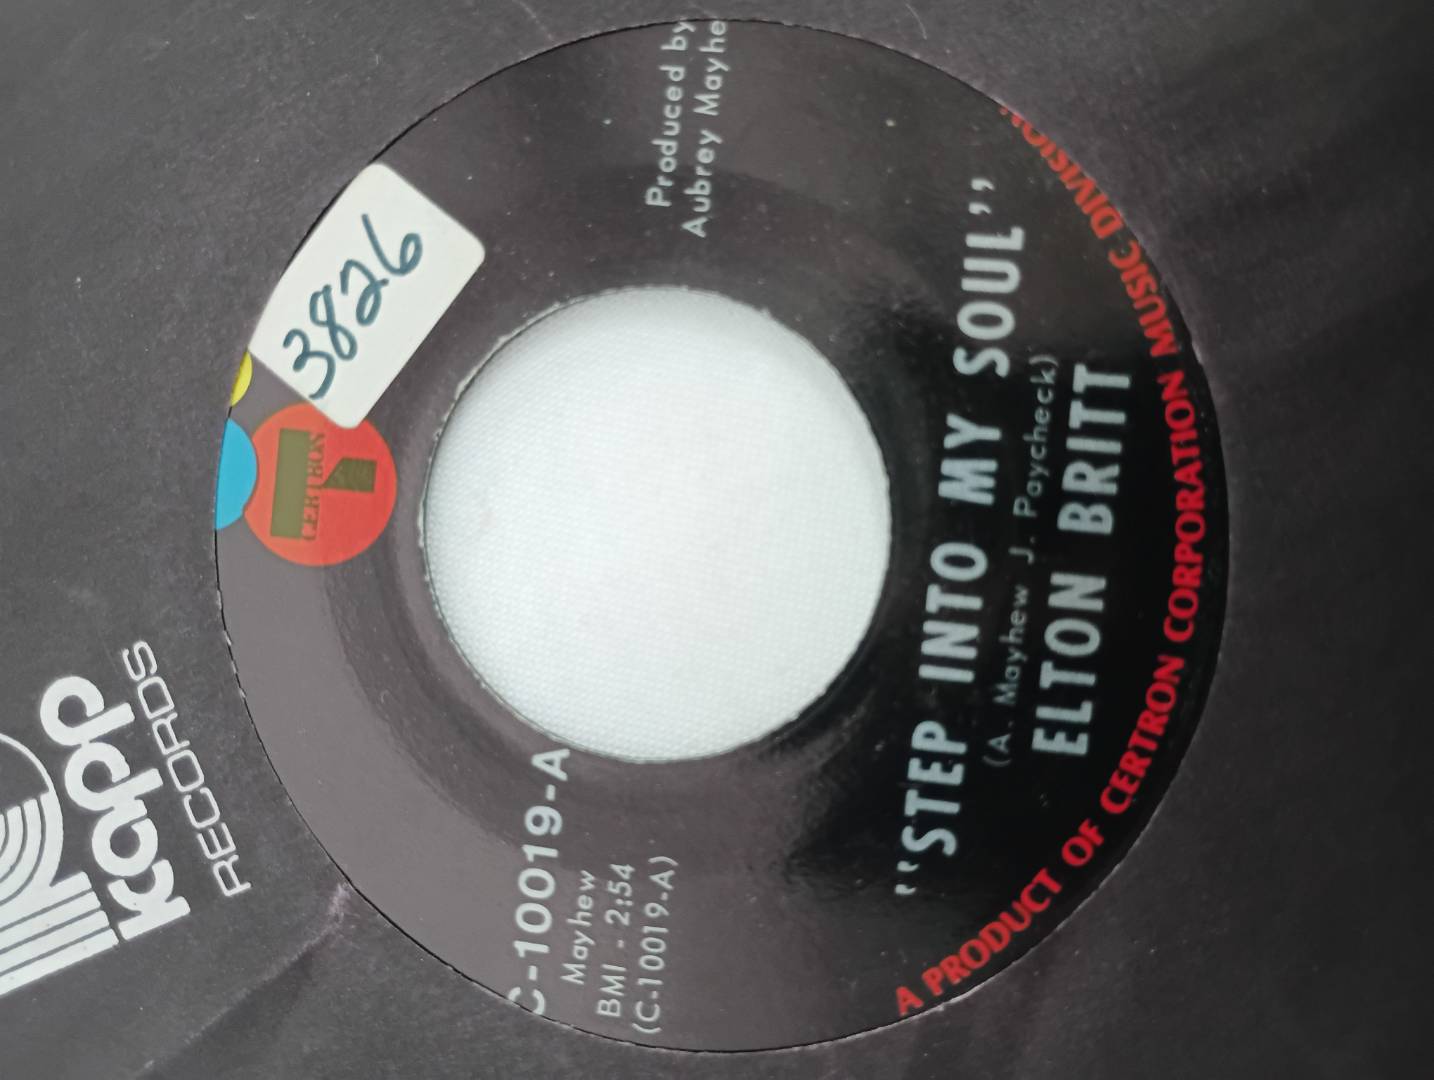 kapp
RECORDS
3826
CERTRON
C-10019-A
Mayhew
BMI - 2:54
(C-10019-A)
Produced by
Aubrey Mayhe
“STEP INTO MY SOUL”
(A. Mayhew J. Paycheck)
ELTON BRITT
A PRODUCT OF CERTRON CORPORATION MUSIC DIVISION